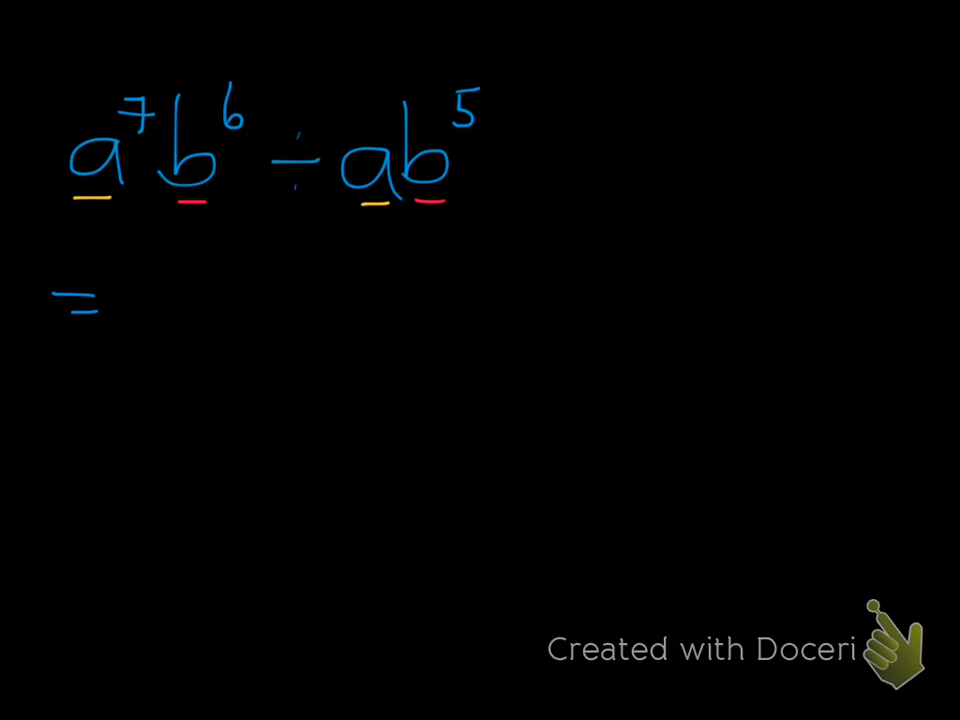 a⁷b⁶ ÷ ab⁵
=
Created with Doceri